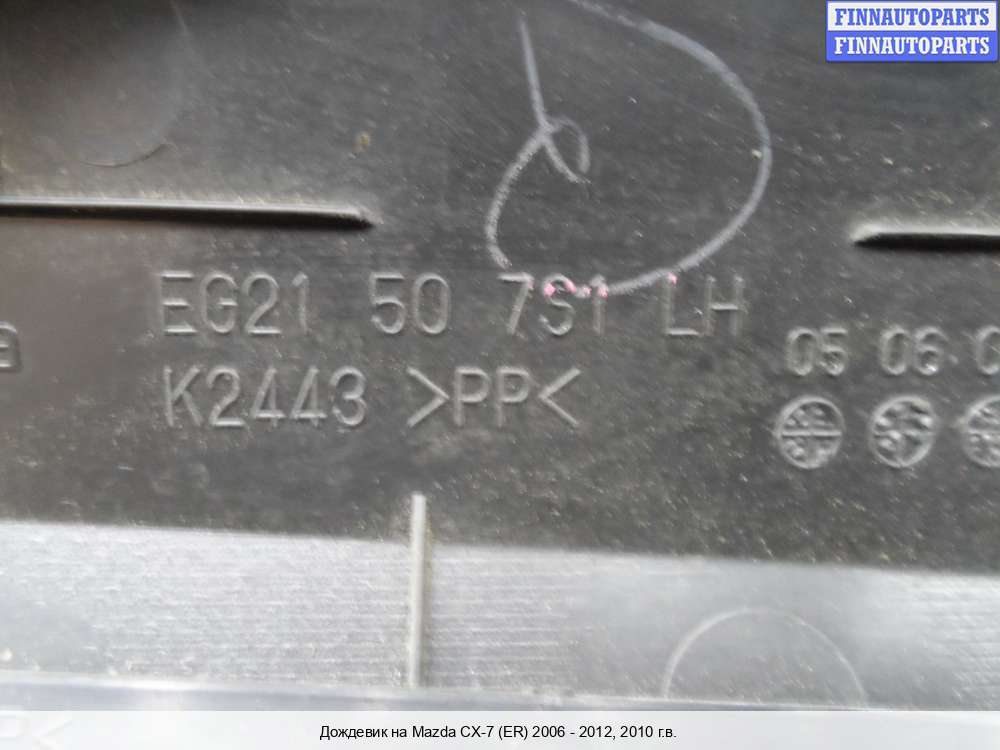 FINNAUTOPARTS
FINNAUTOPARTS
EG21 50 7S1 LH
05 06
K2443 >PP<
Дождевик на Mazda CX-7 (ER) 2006 - 2012, 2010 г.в.